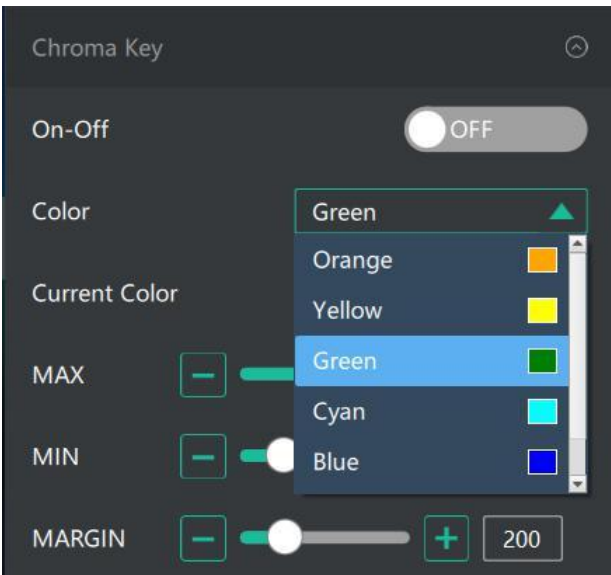 Chroma Key
On-Off OFF
Color Green
Orange
Current Color
Yellow
Green
MAX
Cyan
MIN
Blue
MARGIN 200